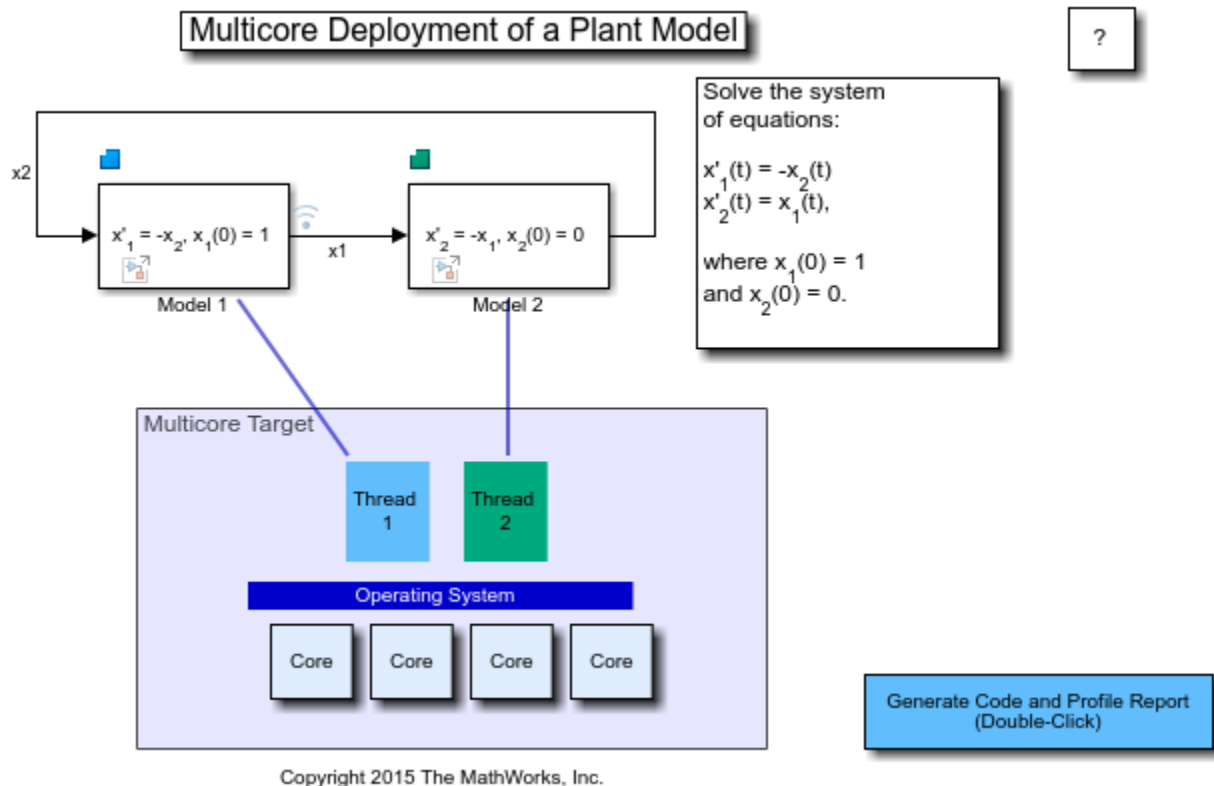 Multicore Deployment of a Plant Model
?
Solve the system
of equations:
x'₁(t) = -x₂(t)
x'₂(t) = x₁(t),
where x₁(0) = 1
and x₂(0) = 0.
x2
x'₁ = -x₂, x₁(0) = 1
x1
x'₂ = -x₁, x₂(0) = 0
Model 1
Model 2
Multicore Target
Thread
1
Thread
2
Operating System
Core
Core
Core
Core
Generate Code and Profile Report
(Double-Click)
Copyright 2015 The MathWorks, Inc.